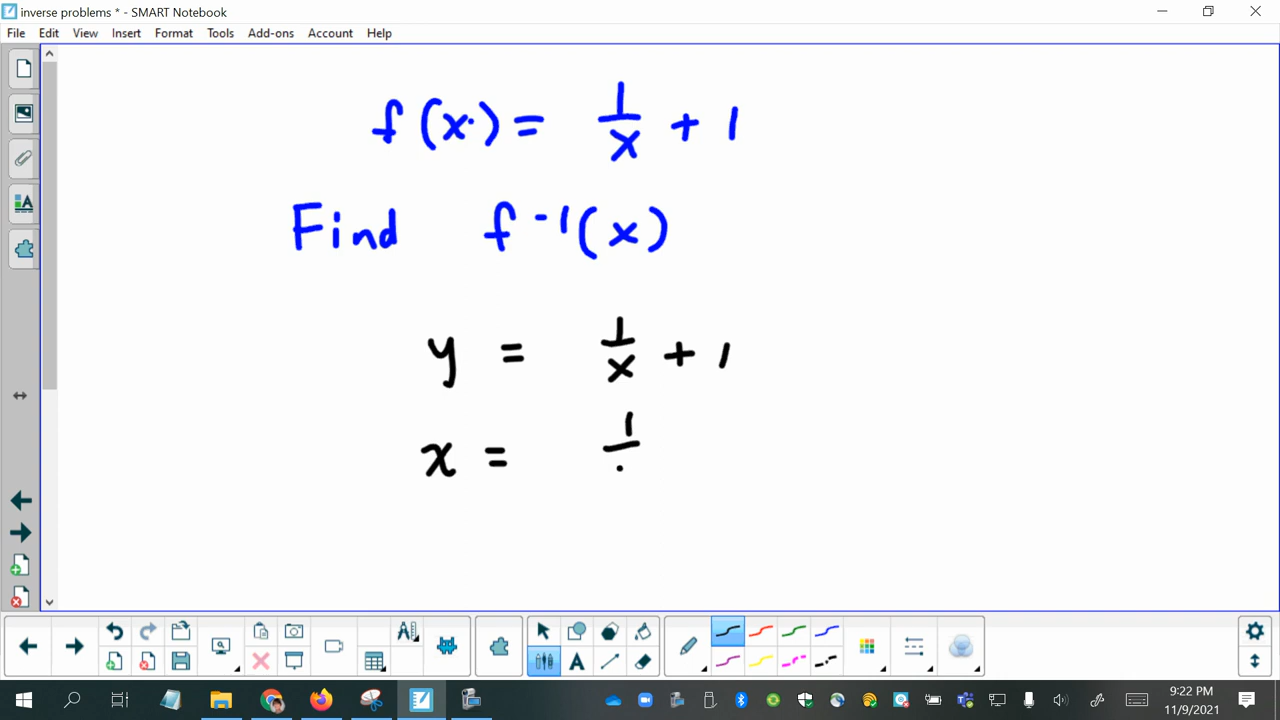 inverse problems * - SMART Notebook
File Edit View Insert Format Tools Add-ons Account Help
f(x) = 1/x + 1
Find f⁻¹(x)
y = 1/x + 1
x = 1/
9:22 PM
11/9/2021